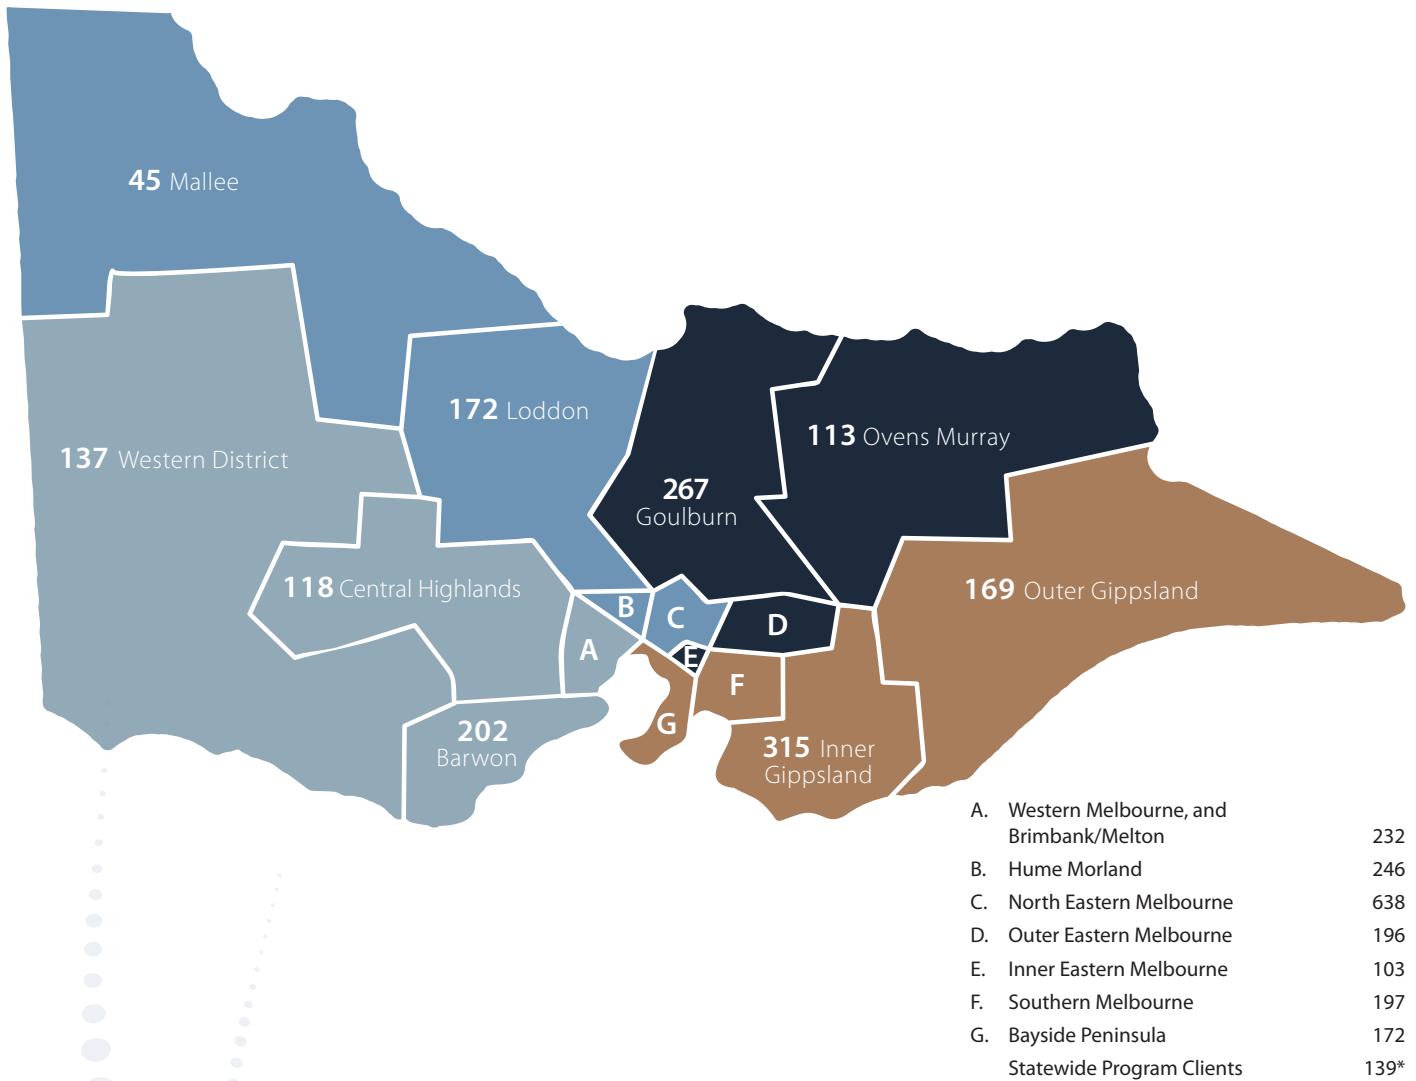 45 Mallee
172 Loddon
137 Western District
113 Ovens Murray
267
Goulburn
118 Central Highlands
169 Outer Gippsland
B
C
D
A
E
F
G
202
Barwon
315 Inner
Gippsland
A. Western Melbourne, and
Brimbank/Melton 232
B. Hume Morland 246
C. North Eastern Melbourne 638
D. Outer Eastern Melbourne 196
E. Inner Eastern Melbourne 103
F. Southern Melbourne 197
G. Bayside Peninsula 172
Statewide Program Clients 139*